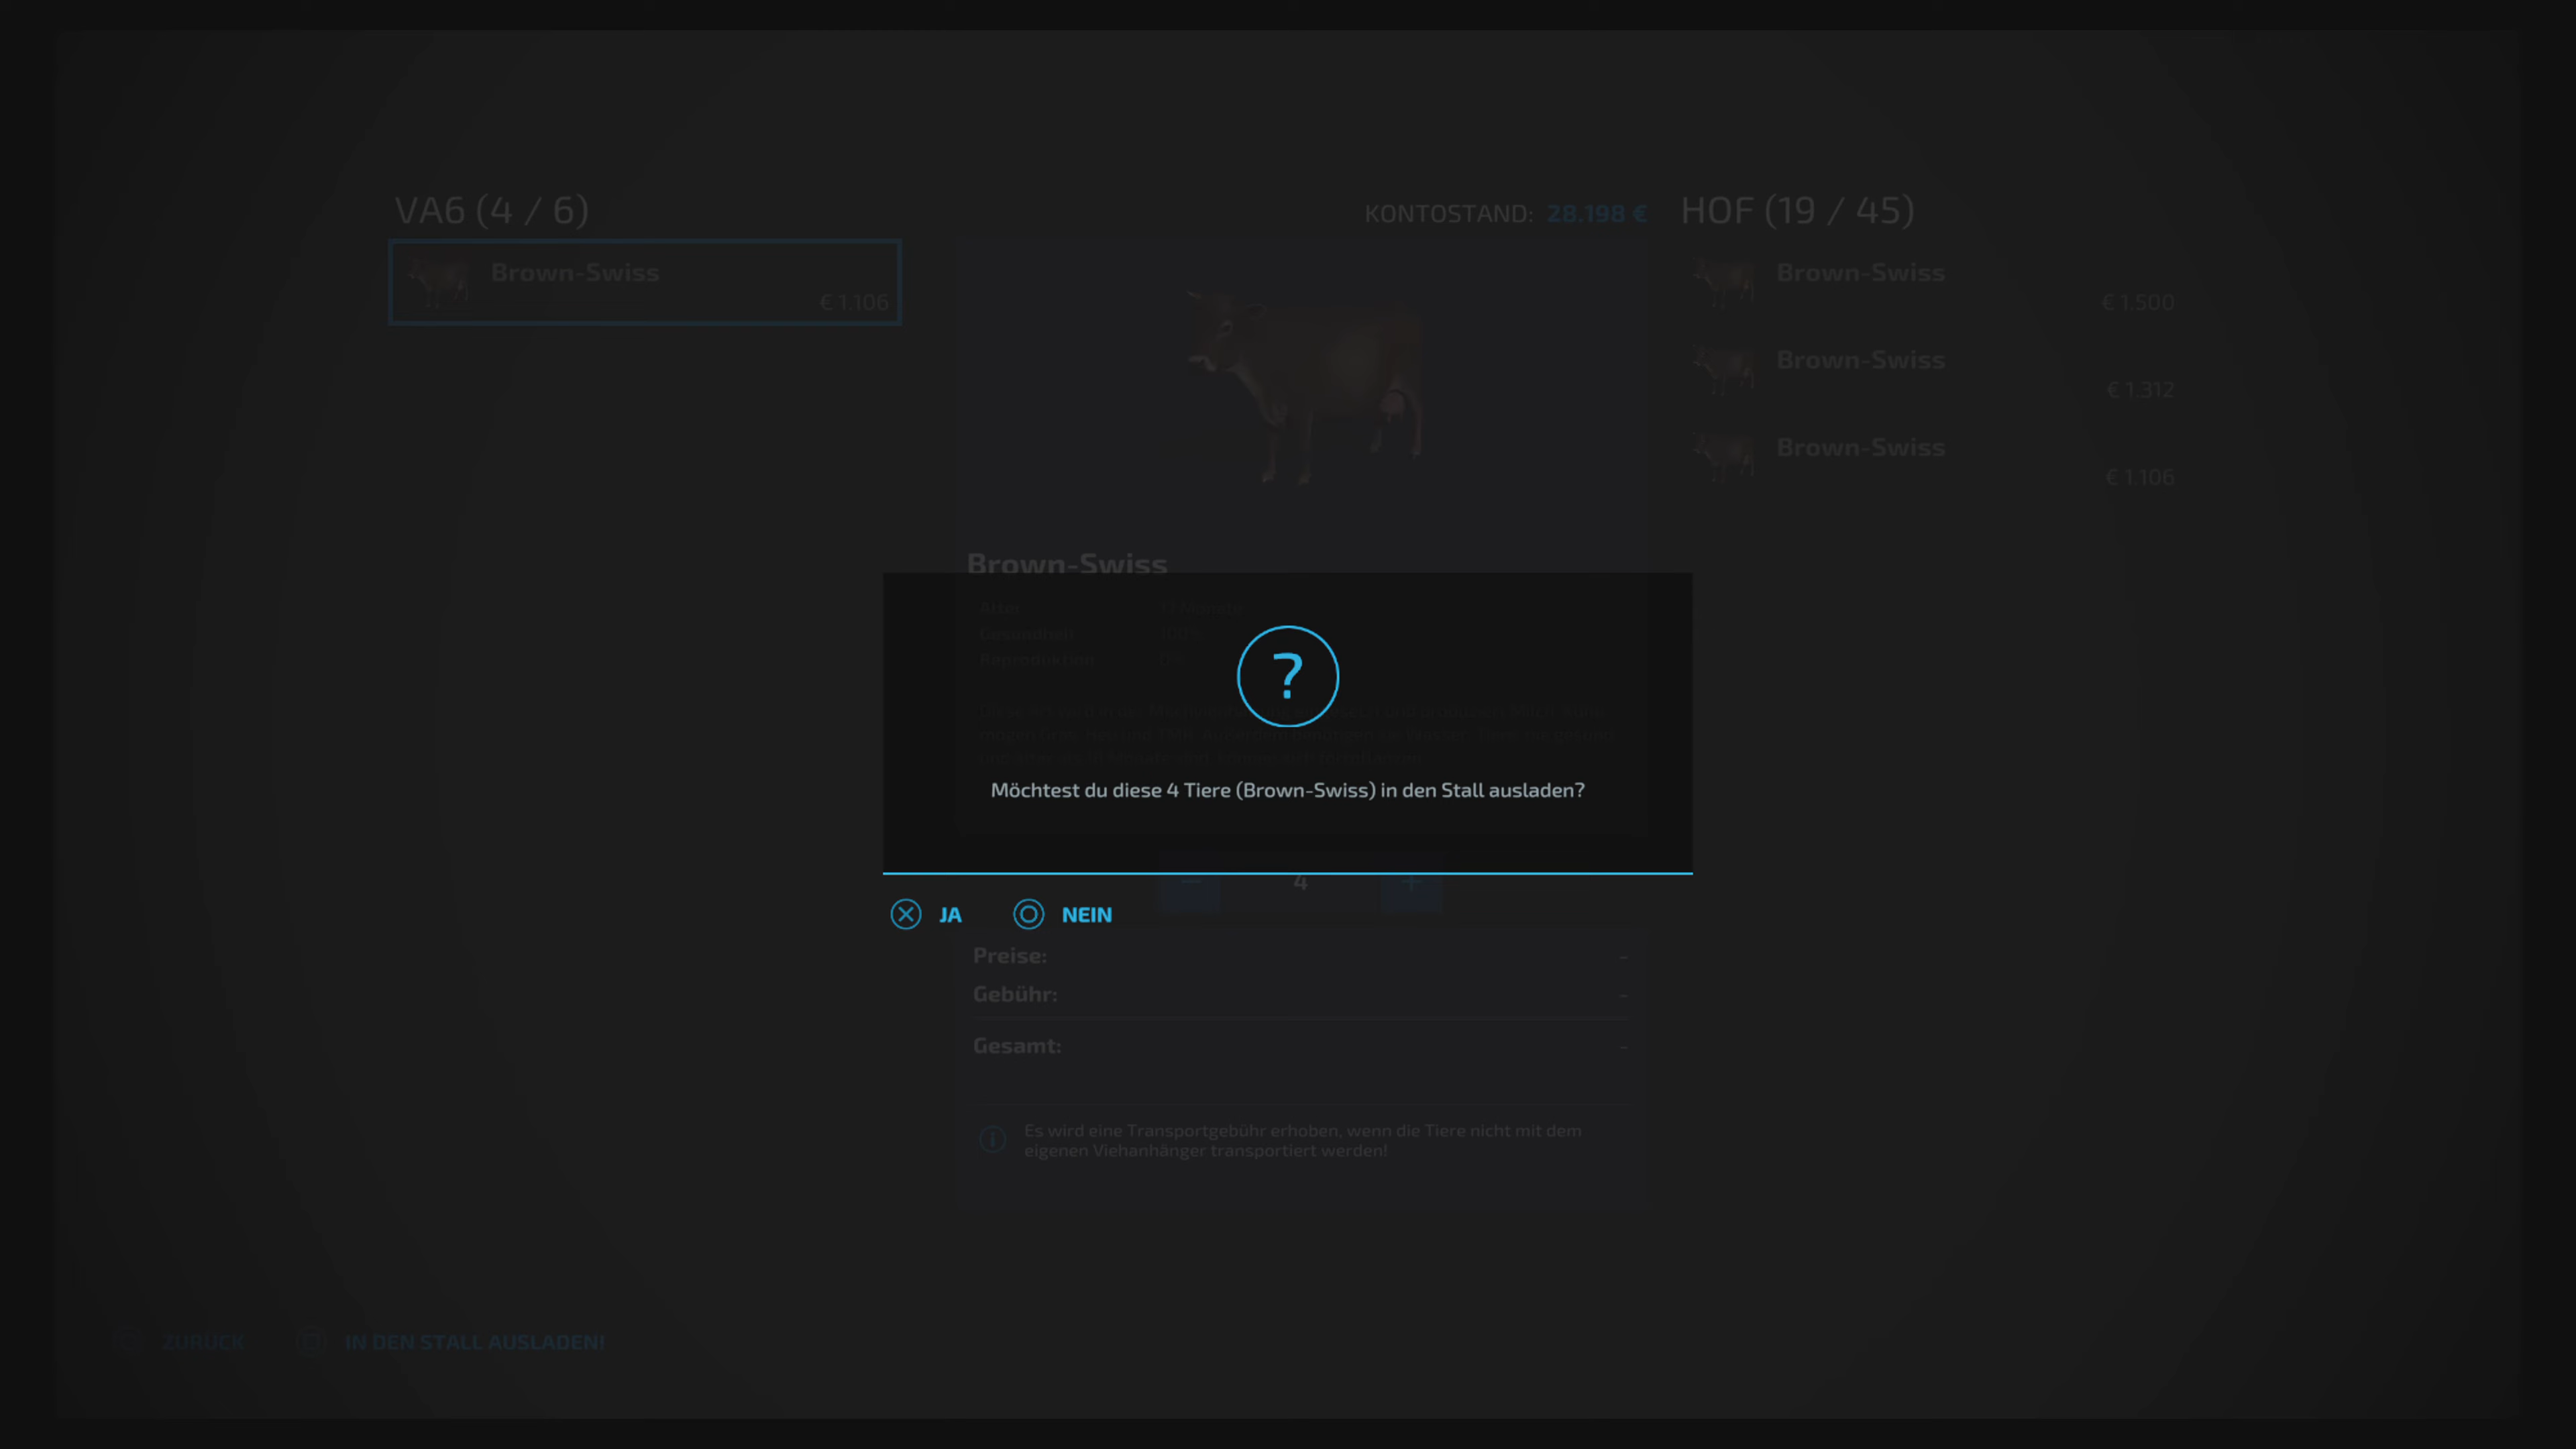 VA6 (4 / 6)
KONTOSTAND: 28.198 €
HOF (19 / 45)
Brown-Swiss
€ 1.106
Brown-Swiss
€ 1.500
Brown-Swiss
€ 1.312
Brown-Swiss
€ 1.106
Brown-Swiss
Alter
Gesundheit
Reproduktion
?
Möchtest du diese 4 Tiere (Brown-Swiss) in den Stall ausladen?
4
JA
NEIN
Preise: -
Gebühr: -
Gesamt: -
Es wird eine Transportgebühr erhoben, wenn die Tiere nicht mit dem
eigenen Viehanhänger transportiert werden!
ZURÜCK
IN DEN STALL AUSLADEN!